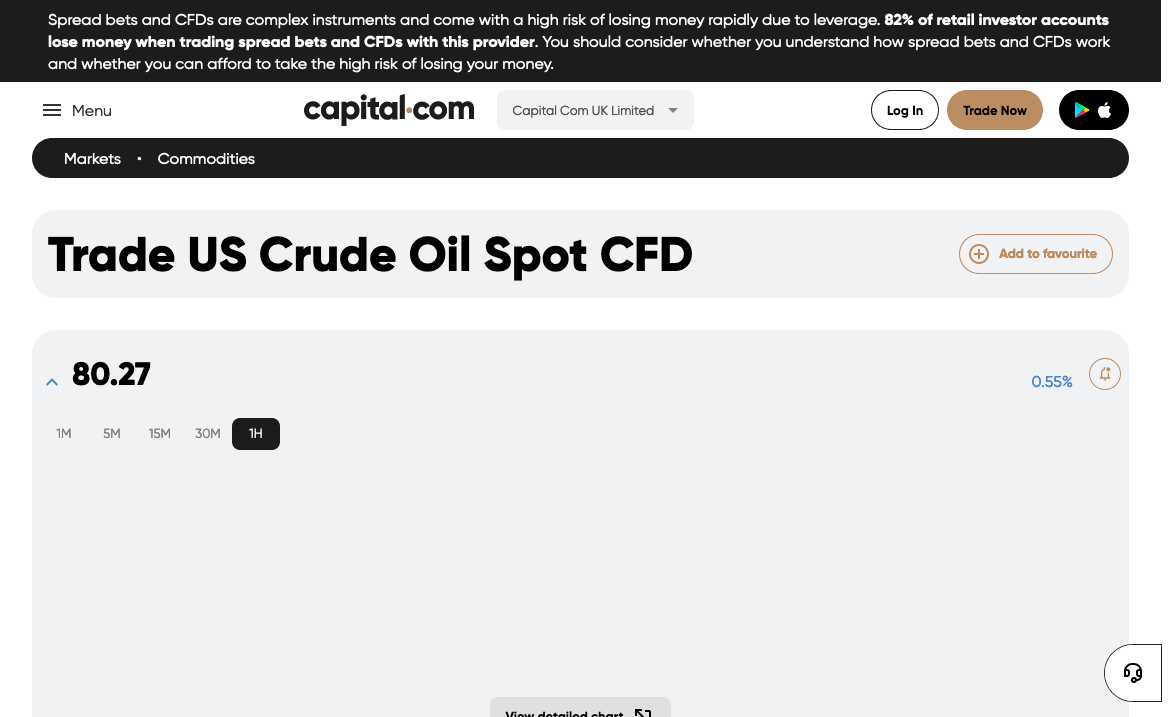 Spread bets and CFDs are complex instruments and come with a high risk of losing money rapidly due to leverage. 82% of retail investor accounts
lose money when trading spread bets and CFDs with this provider. You should consider whether you understand how spread bets and CFDs work
and whether you can afford to take the high risk of losing your money.
Menu
capital.com
Capital Com UK Limited
Log In
Trade Now
Markets • Commodities
Trade US Crude Oil Spot CFD
Add to favourite
80.27
0.55%
1M 5M 15M 30M 1H
View detailed chart